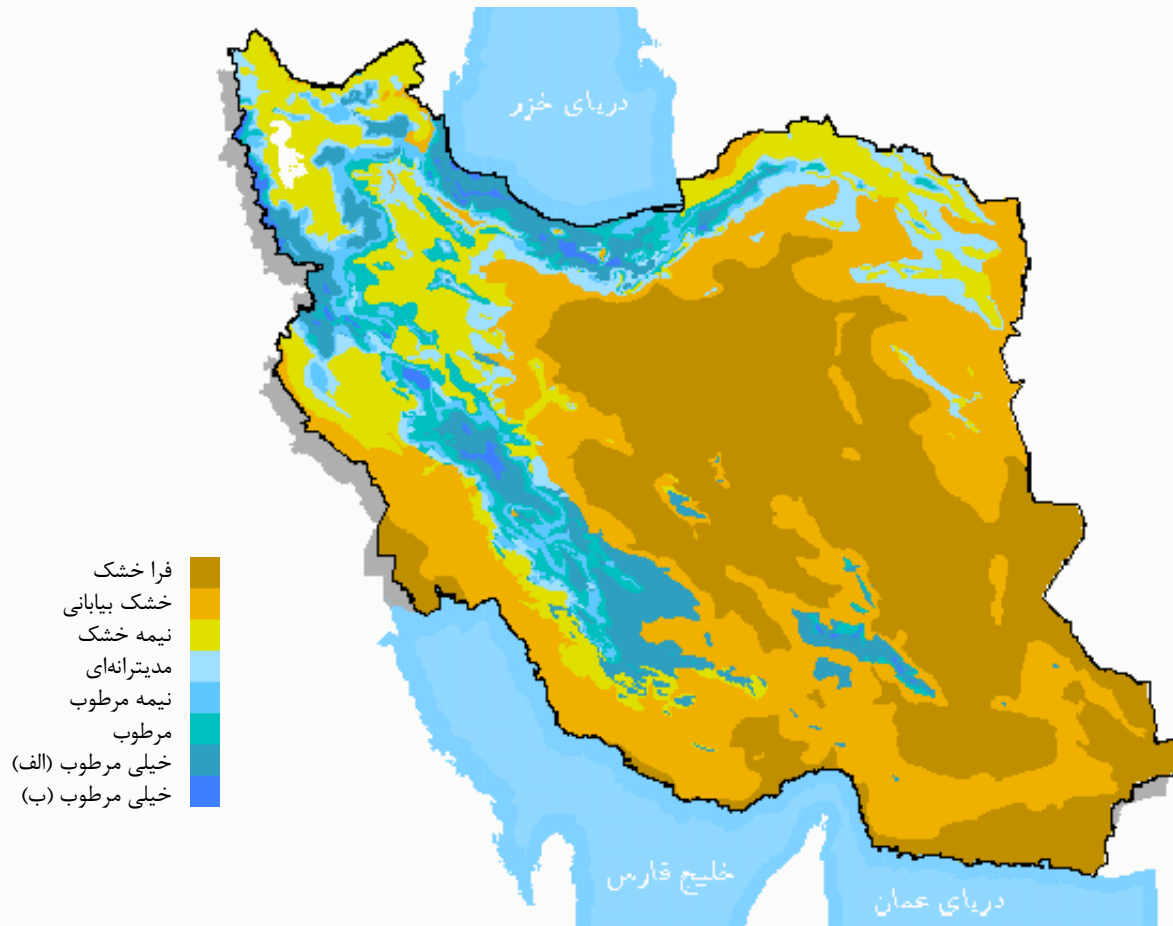 دریای خزر
فرا خشک
خشک بیابانی
نیمه خشک
مدیترانه‌ای
نیمه مرطوب
مرطوب
خیلی مرطوب (الف)
خیلی مرطوب (ب)
خلیج فارس
دریای عمان